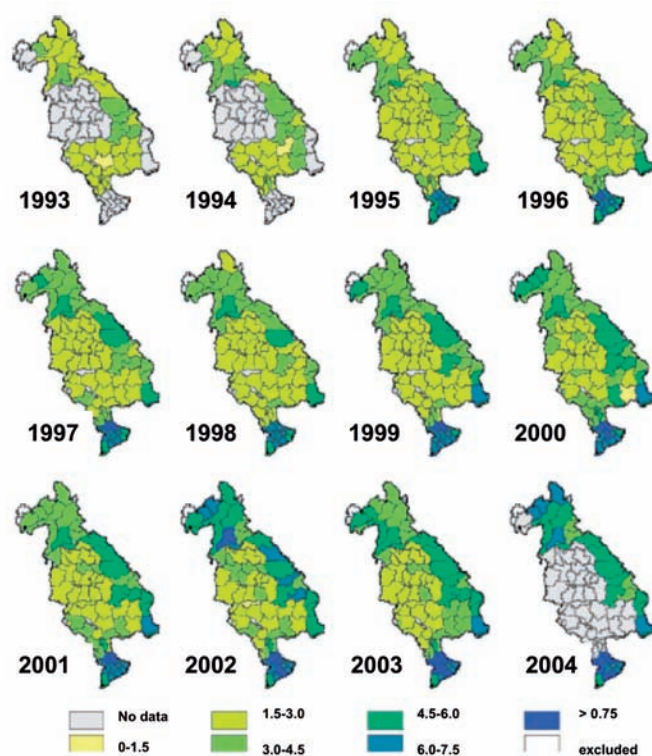 1993 1994 1995 1996
1997 1998 1999 2000
2001 2002 2003 2004
No data 1.5-3.0 4.5-6.0 > 0.75
0-1.5 3.0-4.5 6.0-7.5 excluded